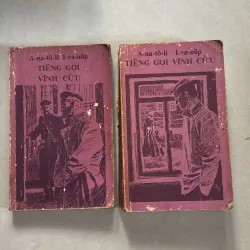 A-na-tô-li I-va-nốp
TIẾNG GỌI
VĨNH CỬU
A-na-tô-li I-va-nốp
TIẾNG GỌI VĨNH CỬU